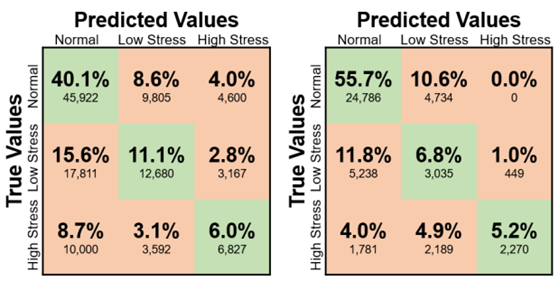 Predicted Values
Normal Low Stress High Stress
True Values
Normal
40.1% 8.6% 4.0%
45,922 9,805 4,600
Low Stress
15.6% 11.1% 2.8%
17,811 12,680 3,167
High Stress
8.7% 3.1% 6.0%
10,000 3,592 6,827
Predicted Values
Normal Low Stress High Stress
True Values
Normal
55.7% 10.6% 0.0%
24,786 4,734 0
Low Stress
11.8% 6.8% 1.0%
5,238 3,035 449
High Stress
4.0% 4.9% 5.2%
1,781 2,189 2,270